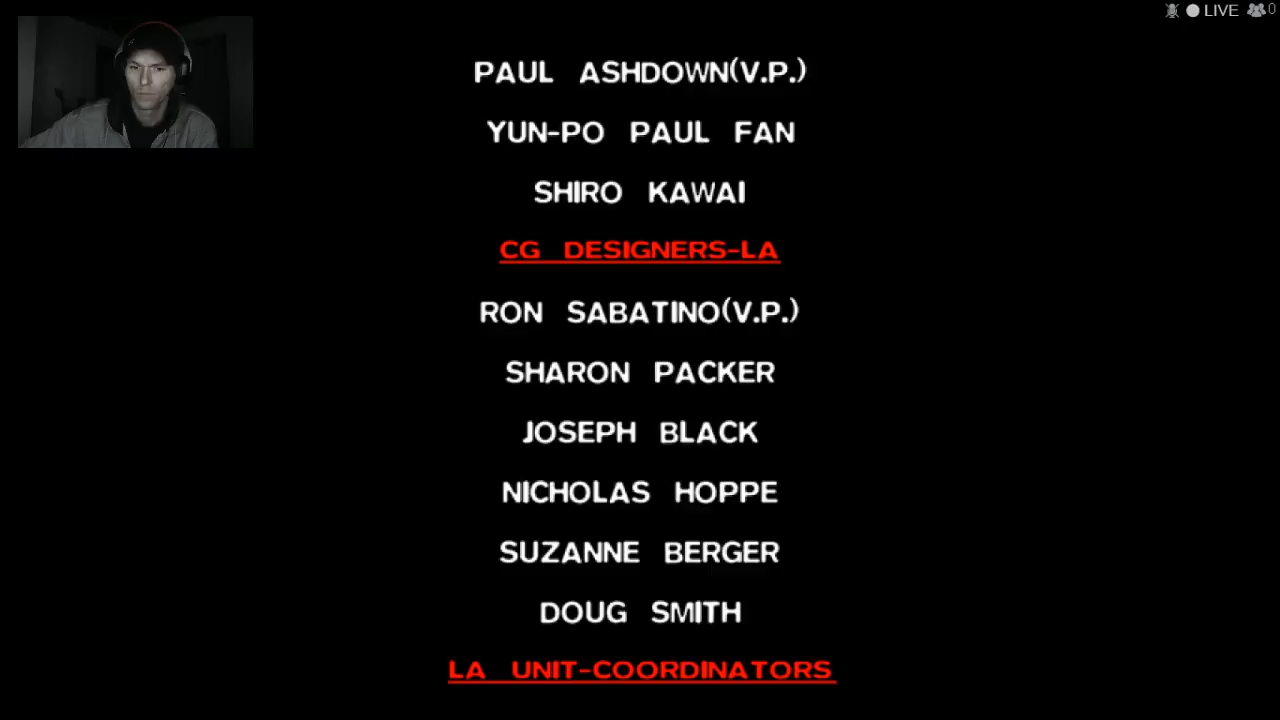 LIVE 0
PAUL ASHDOWN(V.P.)
YUN-PO PAUL FAN
SHIRO KAWAI
CG DESIGNERS-LA
RON SABATINO(V.P.)
SHARON PACKER
JOSEPH BLACK
NICHOLAS HOPPE
SUZANNE BERGER
DOUG SMITH
LA UNIT-COORDINATORS